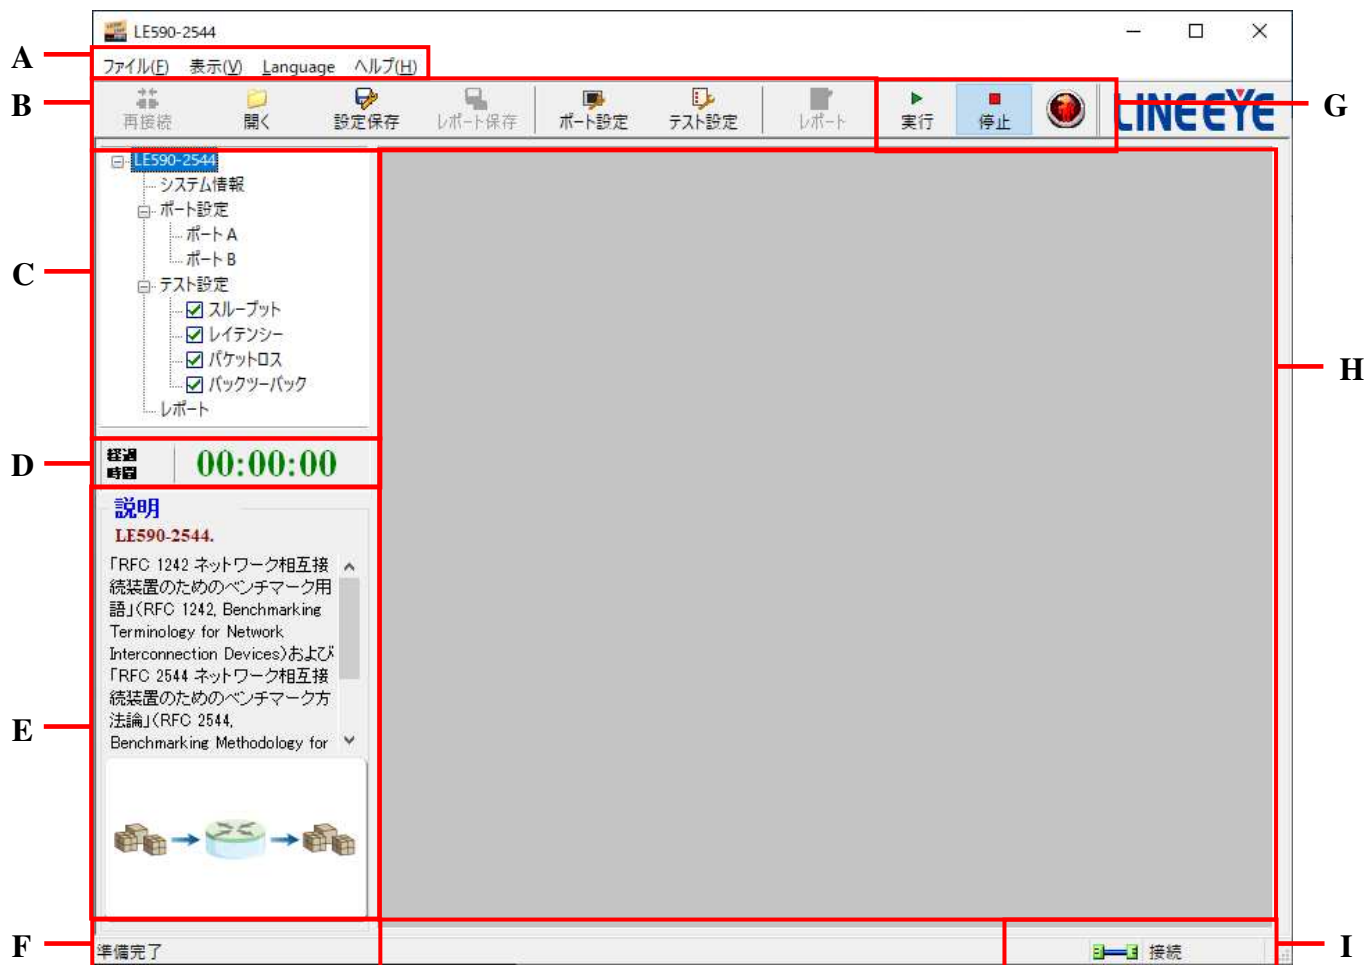 LE590-2544
A
ファイル(F) 表示(V) Language ヘルプ(H)
B
再接続 開く 設定保存 レポート保存 ポート設定 テスト設定 レポート 実行 停止 LINEEYE
G
LE590-2544
システム情報
ポート設定
ポート A
ポート B
C
テスト設定
スループット
レイテンシー
パケットロス
バックツーバック
レポート
H
D
経過時間 00:00:00
説明
LE590-2544.
「RFC 1242 ネットワーク相互接
続装置のためのベンチマーク用
語」(RFC 1242, Benchmarking
Terminology for Network
Interconnection Devices)および
「RFC 2544 ネットワーク相互接
続装置のためのベンチマーク方
法論」(RFC 2544,
Benchmarking Methodology for
E
F
準備完了
接続
I